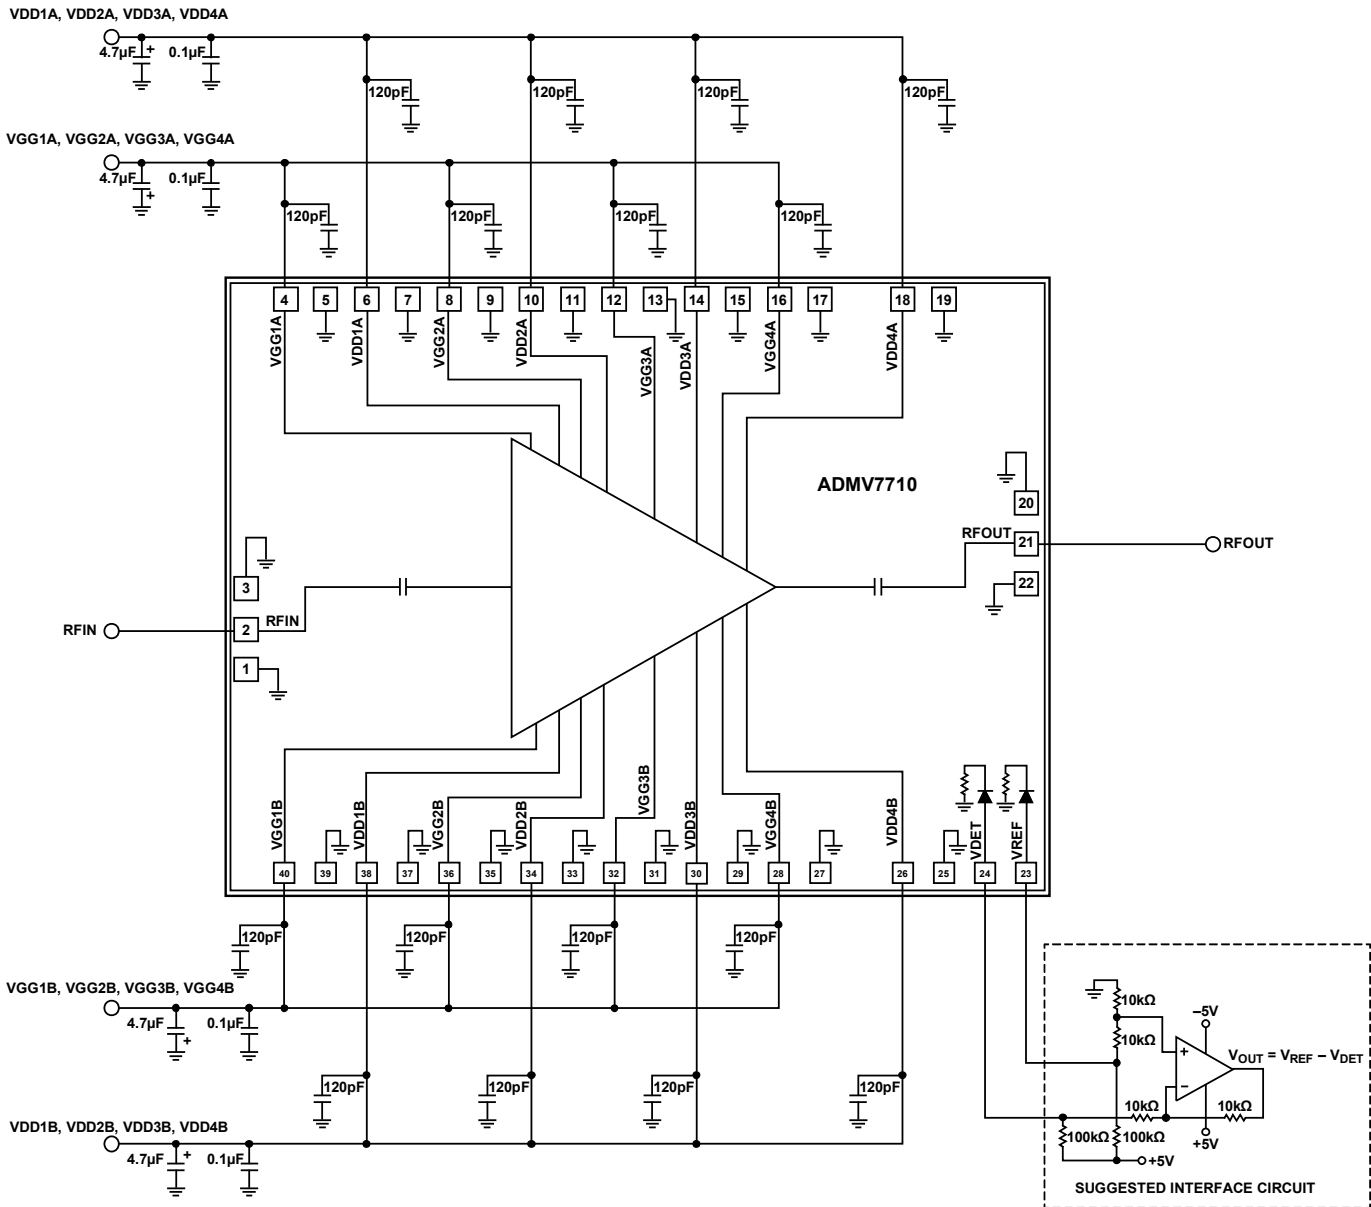 VDD1A, VDD2A, VDD3A, VDD4A
4.7µF + 0.1µF
120pF 120pF 120pF 120pF
VGG1A, VGG2A, VGG3A, VGG4A
4.7µF + 0.1µF
120pF 120pF 120pF 120pF
4 5 6 7 8 9 10 11 12 13 14 15 16 17 18 19
VGG1A VDD1A VGG2A VDD2A VGG3A VDD3A VGG4A VDD4A
ADMV7710
20
RFOUT 21 RFOUT
22
3
RFIN 2 RFIN
1
VGG1B VDD1B VGG2B VDD2B VGG3B VDD3B VGG4B VDD4B VDET VREF
40 39 38 37 36 35 34 33 32 31 30 29 28 27 26 25 24 23
120pF 120pF 120pF 120pF
VGG1B, VGG2B, VGG3B, VGG4B
4.7µF + 0.1µF
120pF 120pF 120pF 120pF
VDD1B, VDD2B, VDD3B, VDD4B
4.7µF + 0.1µF
10kΩ
–5V
10kΩ
+
VOUT = VREF – VDET
–
10kΩ 10kΩ
100kΩ 100kΩ +5V
+5V
SUGGESTED INTERFACE CIRCUIT